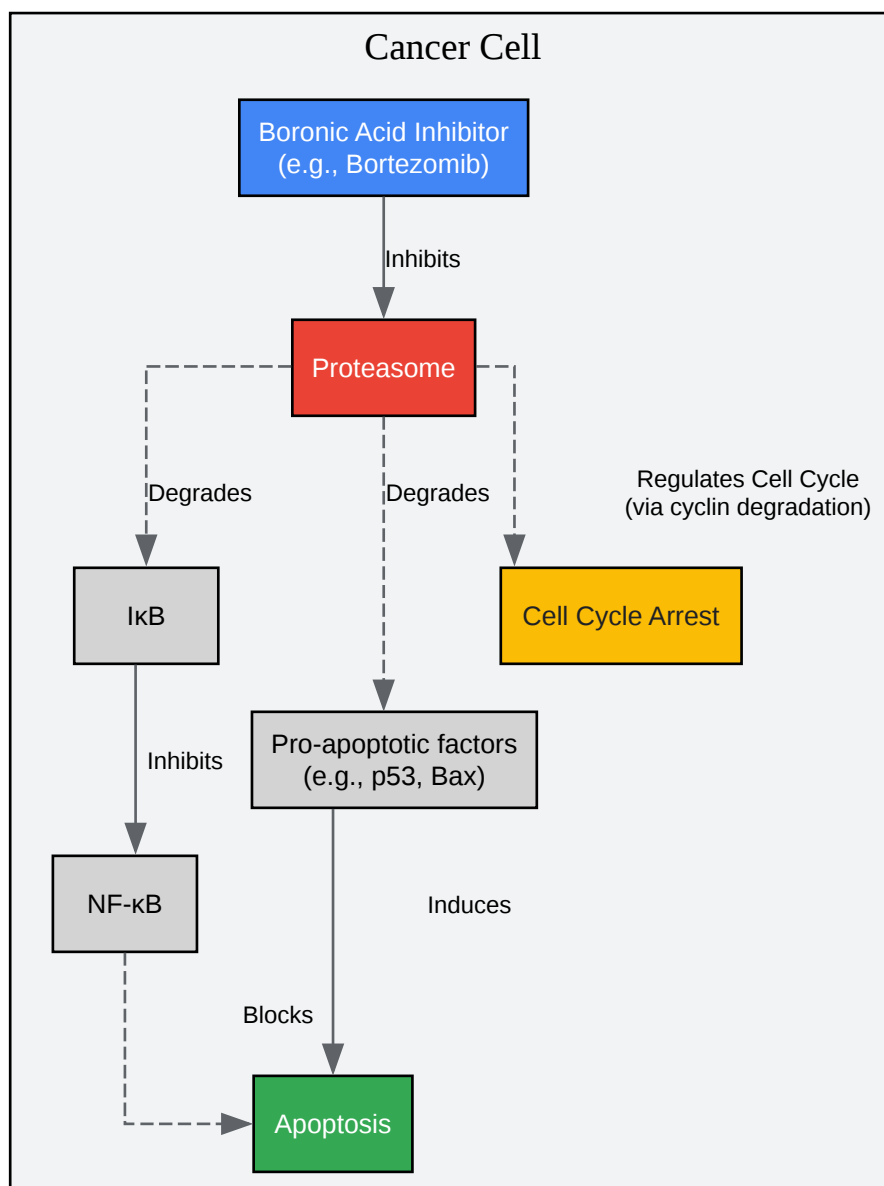 Cancer Cell
Boronic Acid Inhibitor
(e.g., Bortezomib)
Inhibits
Proteasome
Degrades
Degrades
Regulates Cell Cycle
(via cyclin degradation)
IκB
Cell Cycle Arrest
Inhibits
Pro-apoptotic factors
(e.g., p53, Bax)
NF-κB
Induces
Blocks
Apoptosis